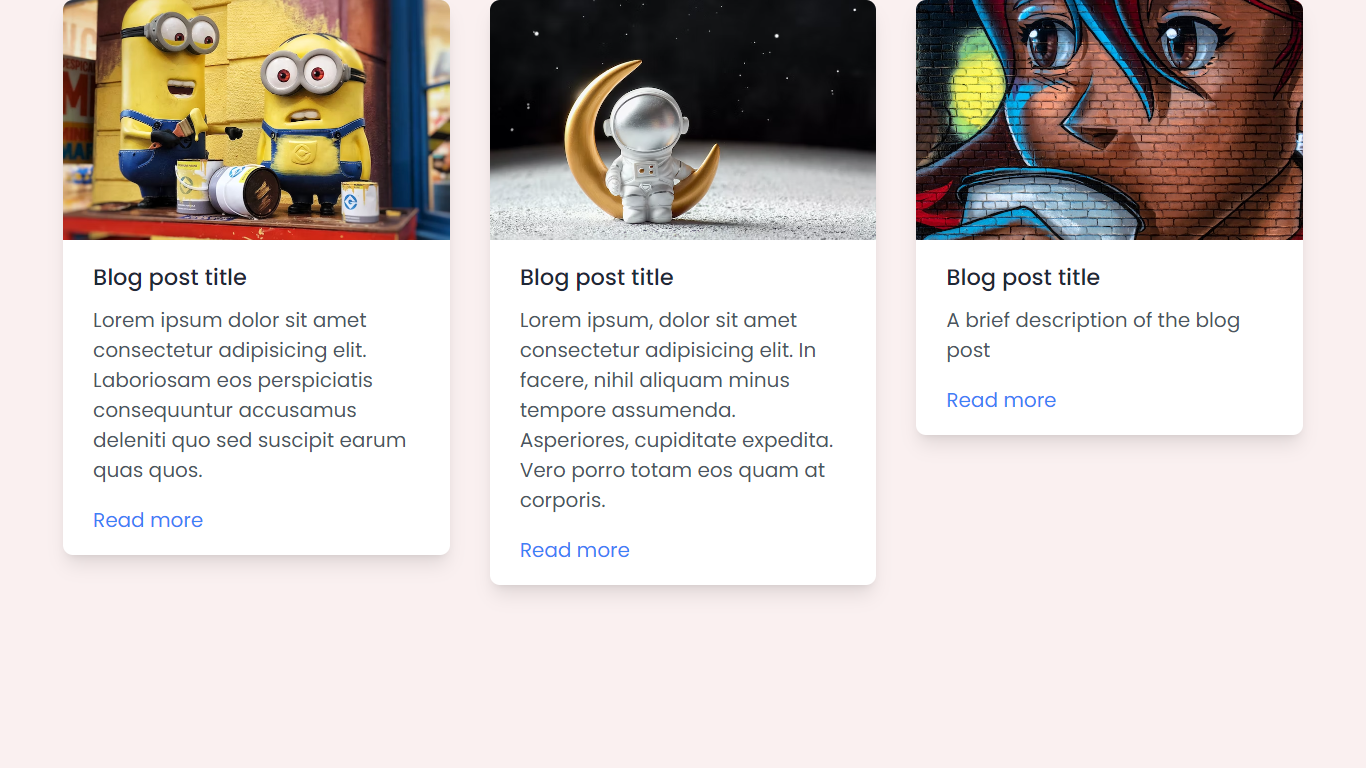 Blog post title
Lorem ipsum dolor sit amet
consectetur adipisicing elit.
Laboriosam eos perspiciatis
consequuntur accusamus
deleniti quo sed suscipit earum
quas quos.
Read more
Blog post title
Lorem ipsum, dolor sit amet
consectetur adipisicing elit. In
facere, nihil aliquam minus
tempore assumenda.
Asperiores, cupiditate expedita.
Vero porro totam eos quam at
corporis.
Read more
Blog post title
A brief description of the blog
post
Read more